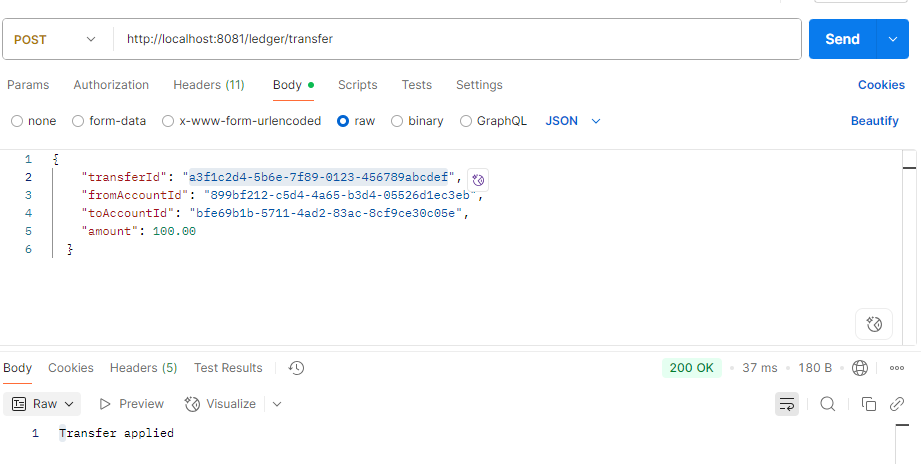 POST http://localhost:8081/ledger/transfer Send
Params Authorization Headers (11) Body Scripts Tests Settings Cookies
none form-data x-www-form-urlencoded raw binary GraphQL JSON Beautify
1 {
2 "transferId": "a3f1c2d4-5b6e-7f89-0123-456789abcdef",
3 "fromAccountId": "899bf212-c5d4-4a65-b3d4-05526d1ec3eb",
4 "toAccountId": "bfe69b1b-5711-4ad2-83ac-8cf9ce30c05e",
5 "amount": 100.00
6 }
Body Cookies Headers (5) Test Results 200 OK • 37 ms • 180 B •
Raw Preview Visualize
1 Transfer applied